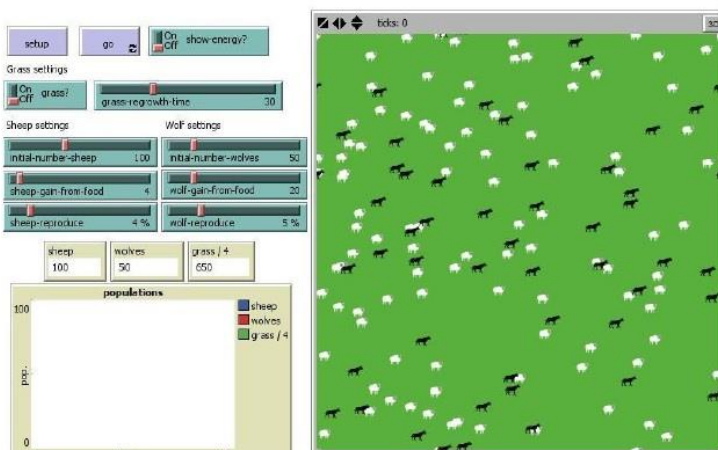 setup
go
On
Off
show-energy?
ticks: 0
Grass settings
On
Off
grass?
grass-regrowth-time 30
Sheep settings
Wolf settings
initial-number-sheep 100
initial-number-wolves 50
sheep-gain-from-food 4
wolf-gain-from-food 20
sheep-reproduce 4 %
wolf-reproduce 5 %
sheep
100
wolves
50
grass / 4
650
populations
100
pop.
0
sheep
wolves
grass / 4